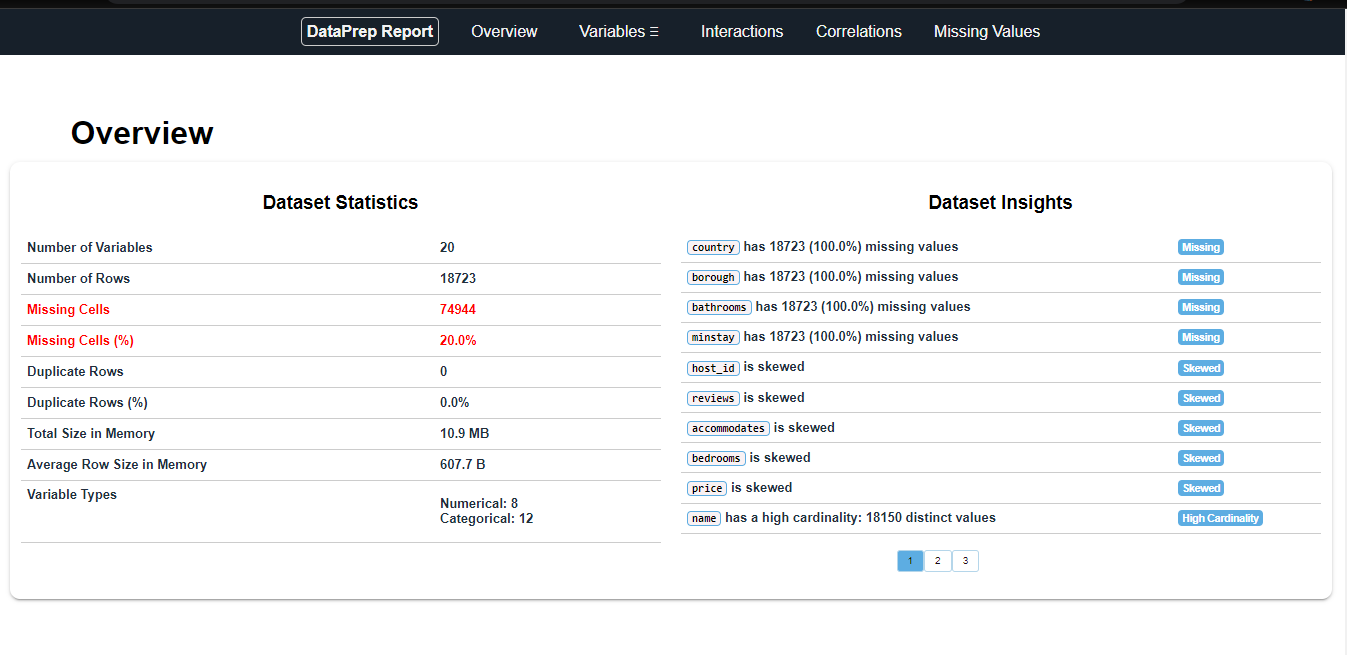 DataPrep Report Overview Variables ☰ Interactions Correlations Missing Values
Overview
Dataset Statistics
Number of Variables 20
Number of Rows 18723
Missing Cells 74944
Missing Cells (%) 20.0%
Duplicate Rows 0
Duplicate Rows (%) 0.0%
Total Size in Memory 10.9 MB
Average Row Size in Memory 607.7 B
Variable Types
Numerical: 8
Categorical: 12
Dataset Insights
country has 18723 (100.0%) missing values Missing
borough has 18723 (100.0%) missing values Missing
bathrooms has 18723 (100.0%) missing values Missing
minstay has 18723 (100.0%) missing values Missing
host_id is skewed Skewed
reviews is skewed Skewed
accommodates is skewed Skewed
bedrooms is skewed Skewed
price is skewed Skewed
name has a high cardinality: 18150 distinct values High Cardinality
1 2 3